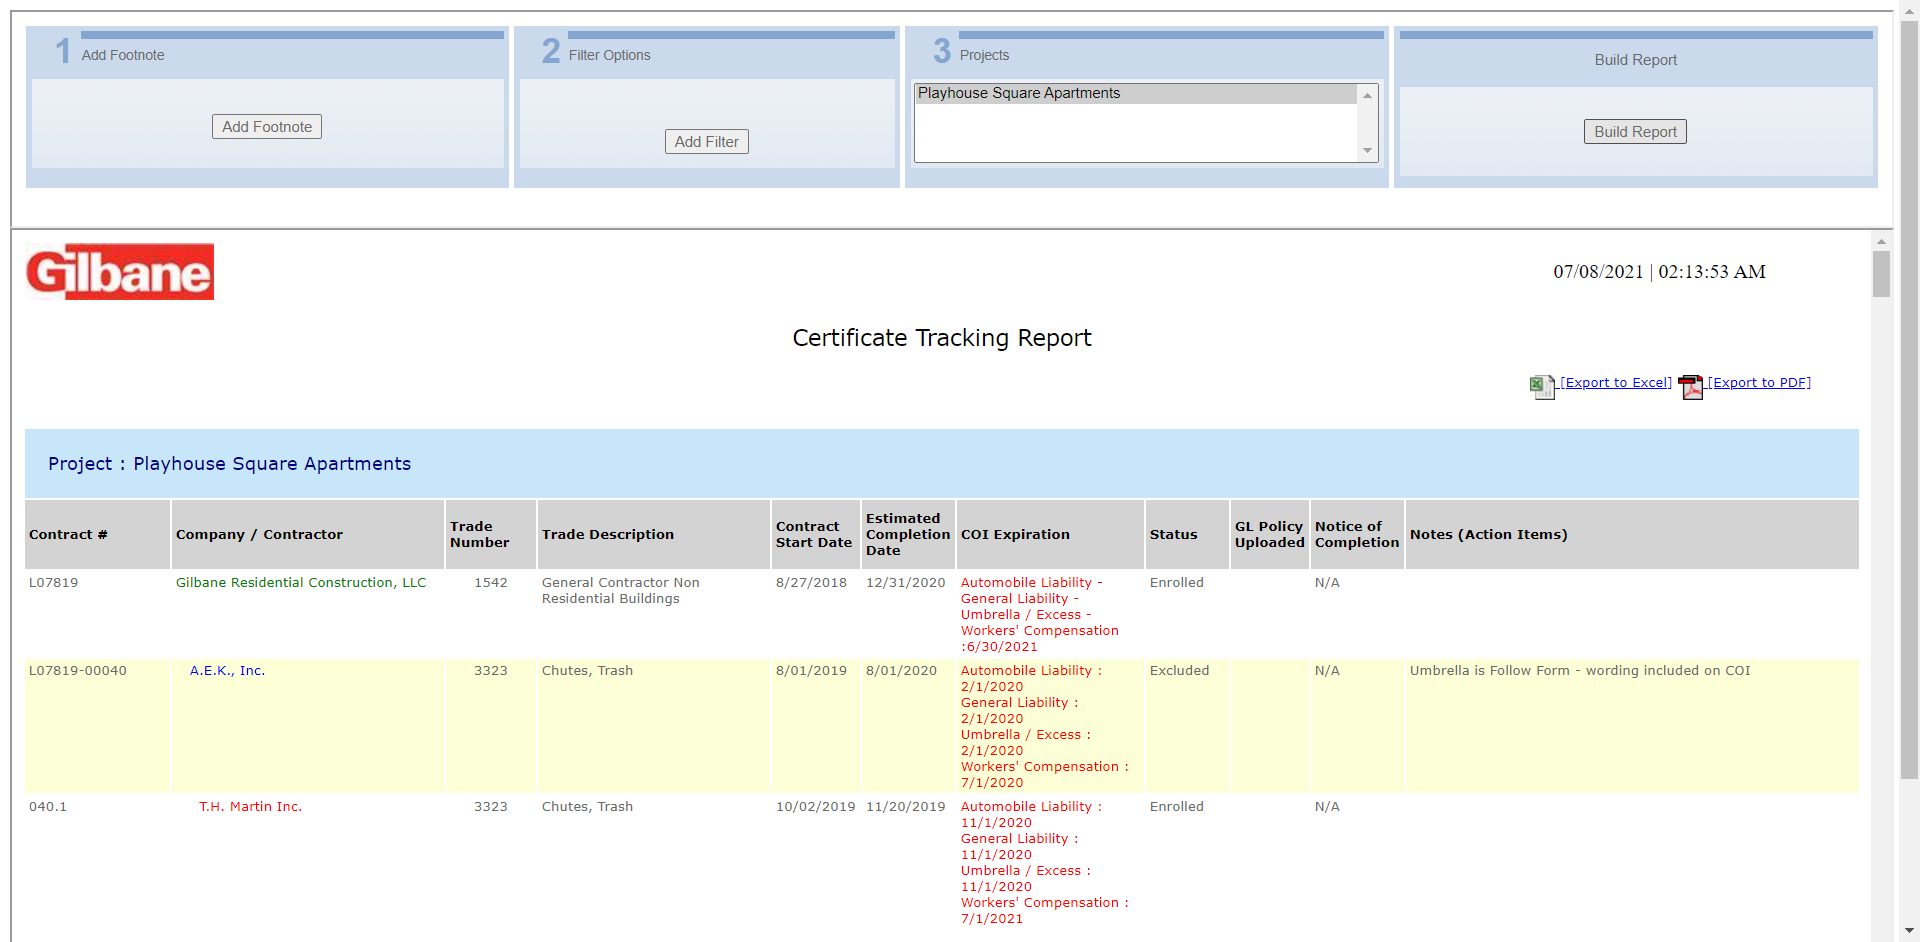 1 Add Footnote
Add Footnote
2 Filter Options
Add Filter
3 Projects
Playhouse Square Apartments
Build Report
Build Report
Gilbane
07/08/2021 | 02:13:53 AM
Certificate Tracking Report
[Export to Excel] [Export to PDF]
Project : Playhouse Square Apartments
Contract #
Company / Contractor
Trade
Number
Trade Description
Contract
Start Date
Estimated
Completion
Date
COI Expiration
Status
GL Policy
Uploaded
Notice of
Completion
Notes (Action Items)
L07819
Gilbane Residential Construction, LLC
1542
General Contractor Non
Residential Buildings
8/27/2018
12/31/2020
Automobile Liability -
General Liability -
Umbrella / Excess -
Workers' Compensation
:6/30/2021
Enrolled
N/A
L07819-00040
A.E.K., Inc.
3323
Chutes, Trash
8/01/2019
8/01/2020
Automobile Liability :
2/1/2020
General Liability :
2/1/2020
Umbrella / Excess :
2/1/2020
Workers' Compensation :
7/1/2020
Excluded
N/A
Umbrella is Follow Form - wording included on COI
040.1
T.H. Martin Inc.
3323
Chutes, Trash
10/02/2019
11/20/2019
Automobile Liability :
11/1/2020
General Liability :
11/1/2020
Umbrella / Excess :
11/1/2020
Workers' Compensation :
7/1/2021
Enrolled
N/A